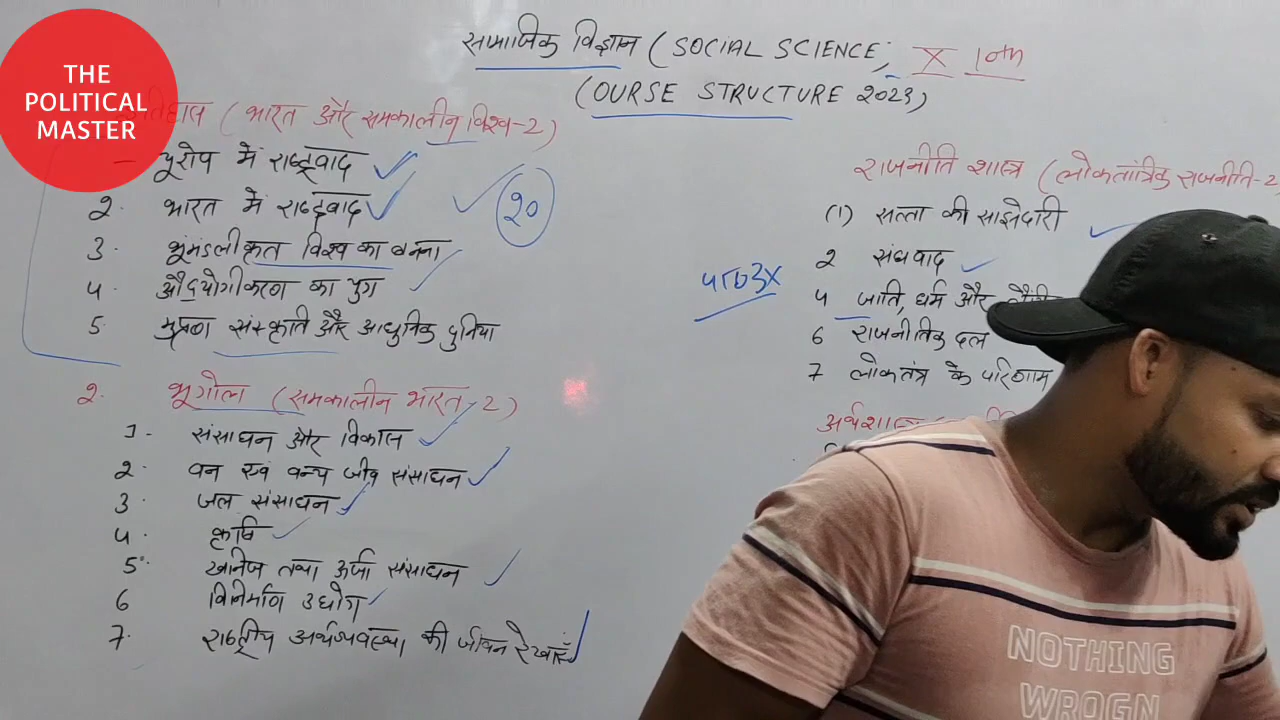 THE
POLITICAL
MASTER
सामाजिक विज्ञान (SOCIAL SCIENCE, X 10th
COURSE STRUCTURE 2023)
(भारत और समकालीन विश्व-2)
यूरोप में राष्ट्रवाद
2. भारत में राष्ट्रवाद
20
3. भूमंडलीकृत विश्व का बनना
4. औद्योगीकरण का युग
5. मुद्रण संस्कृति और आधुनिक दुनिया
2. भूगोल (समकालीन भारत-2)
1- संसाधन और विकास
2. वन एवं वन्य जीव संसाधन
3. जल संसाधन
4. कृषि
5. खनिज तथा ऊर्जा संसाधन
6 विनिर्माण उद्योग
7. राष्ट्रीय अर्थव्यवस्था की जीवन रेखाएँ
राजनीति शास्त्र (लोकतांत्रिक राजनीति-2
(1) सत्ता की साझेदारी
2 संघवाद
4 जाति, धर्म और
6 राजनीतिक दल
7 लोकतंत्र के परिणाम
NOTHING
WROGN